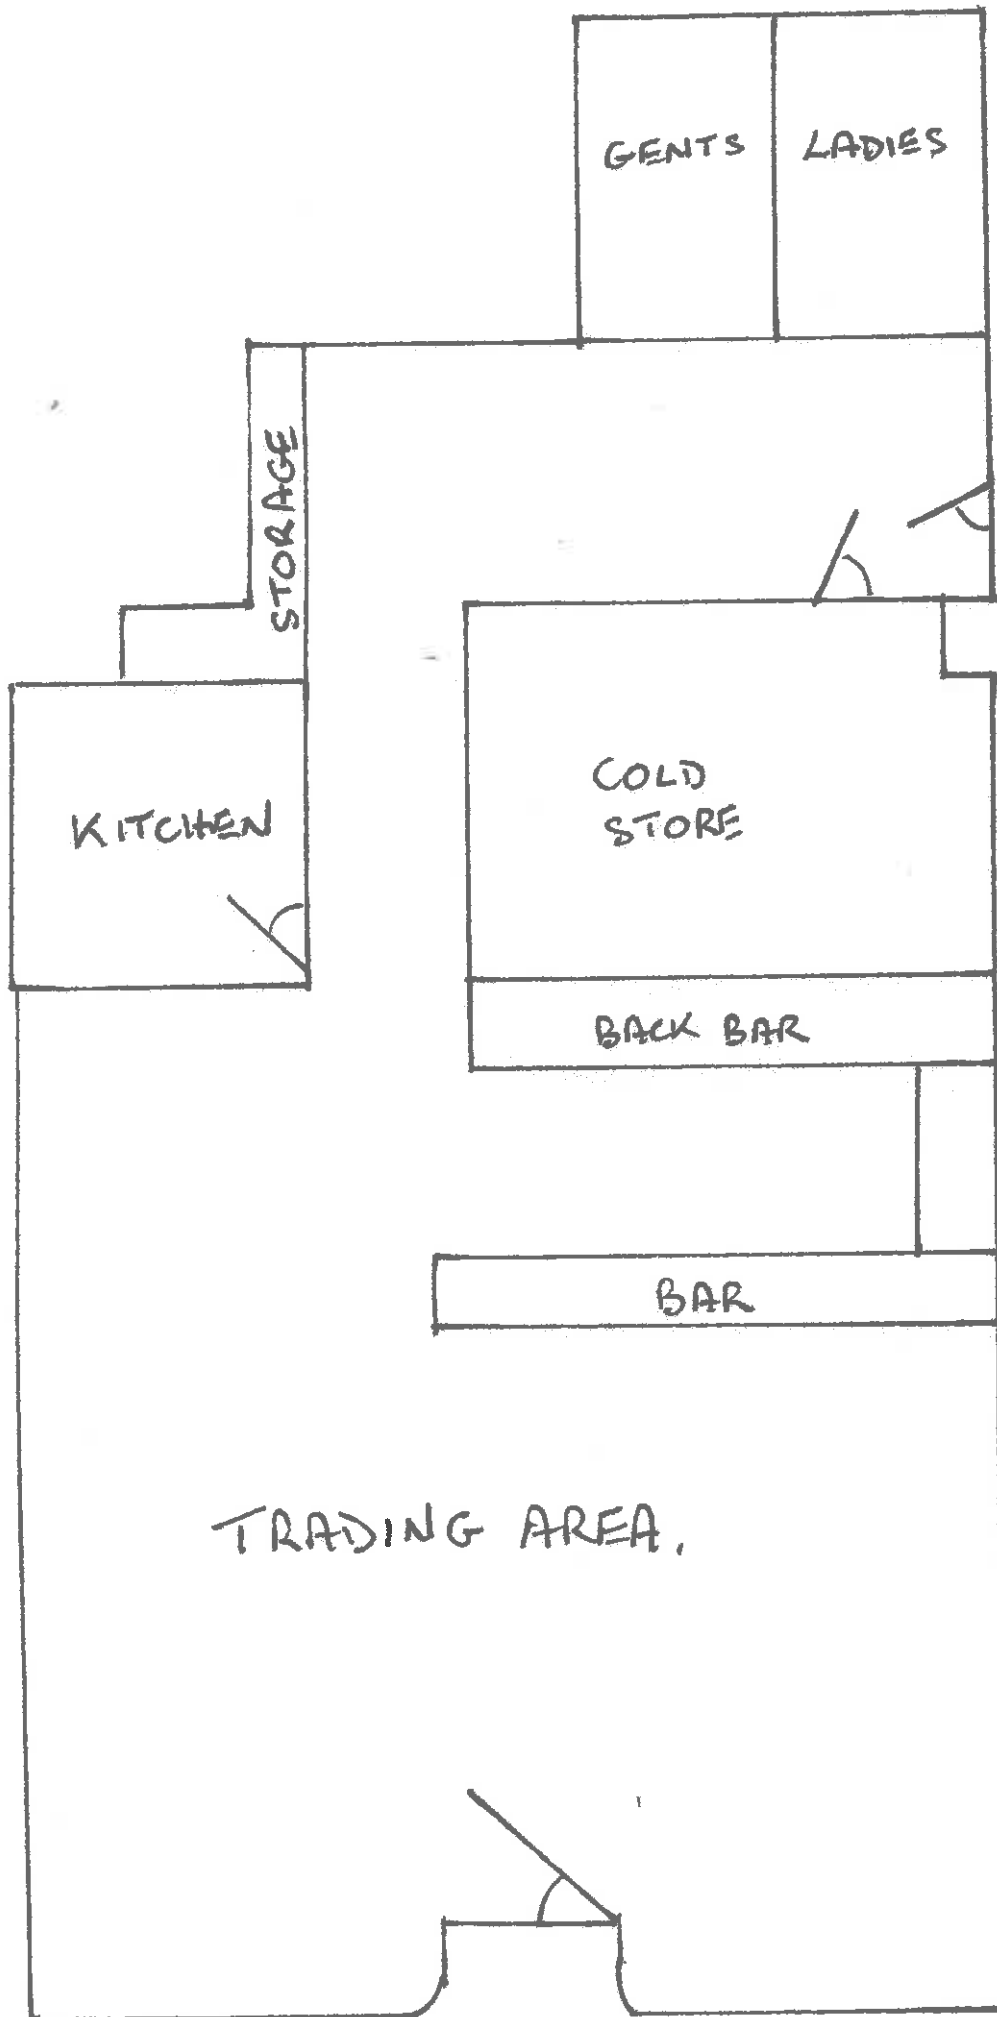 GENTS
LADIES
STORAGE
KITCHEN
COLD
STORE
BACK BAR
BAR
TRADING AREA.